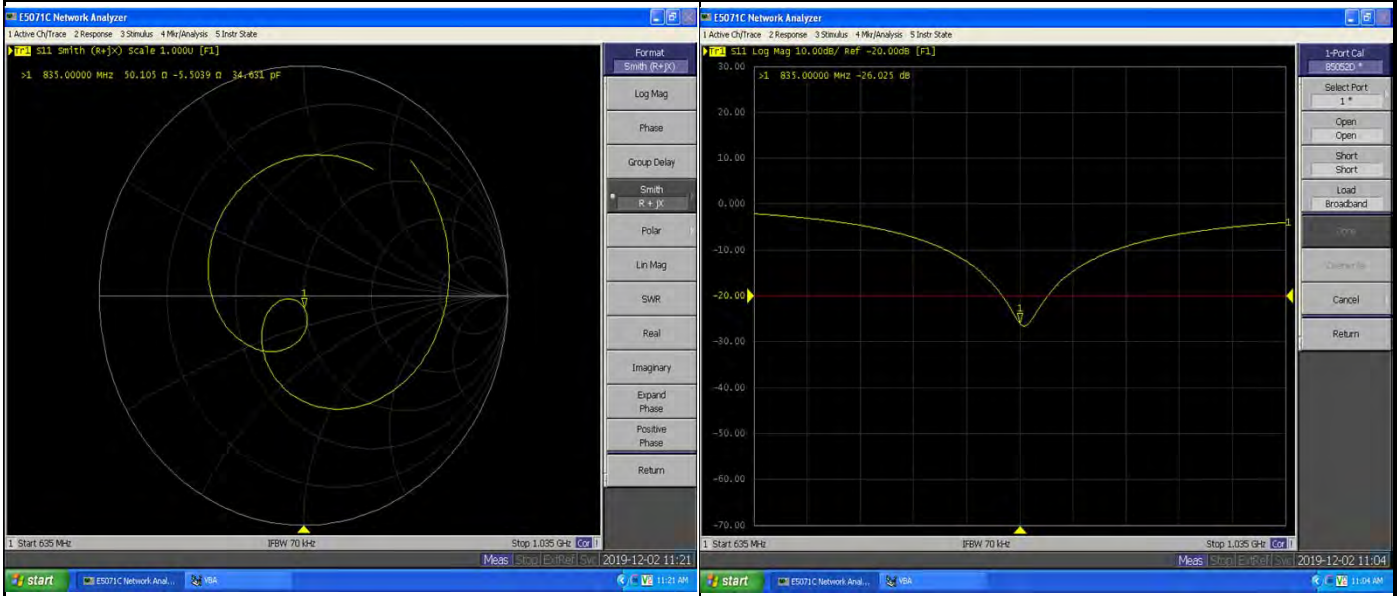 E5071C Network Analyzer
1 Active Ch/Trace 2 Response 3 Stimulus 4 Mkr/Analysis 5 Instr State
Tr1 S11 Smith (R+jX) Scale 1.000U [F1]
>1 835.00000 MHz 50.105 Ω -5.5039 Ω 34.631 pF
1
Format
Smith (R+jX)
Log Mag
Phase
Group Delay
Smith
R + jX
Polar
Lin Mag
SWR
Real
Imaginary
Expand
Phase
Positive
Phase
Return
1 Start 635 MHz IFBW 70 kHz Stop 1.035 GHz Cor !
Meas Stop ExtRef Svc 2019-12-02 11:21
start E5071C Network Anal... VBA 11:21 AM
E5071C Network Analyzer
1 Active Ch/Trace 2 Response 3 Stimulus 4 Mkr/Analysis 5 Instr State
Tr1 S11 Log Mag 10.00dB/ Ref -20.00dB [F1]
30.00
>1 835.00000 MHz -26.025 dB
20.00
10.00
0.000
1
-10.00
-20.00
1
-30.00
-40.00
-50.00
-60.00
-70.00
1-Port Cal
85052D *
Select Port
1 *
Open
Open
Short
Short
Load
Broadband
Done
Cancel
Return
1 Start 635 MHz IFBW 70 kHz Stop 1.035 GHz Cor !
Meas Stop ExtRef Svc 2019-12-02 11:04
start E5071C Network Anal... VBA 11:04 AM